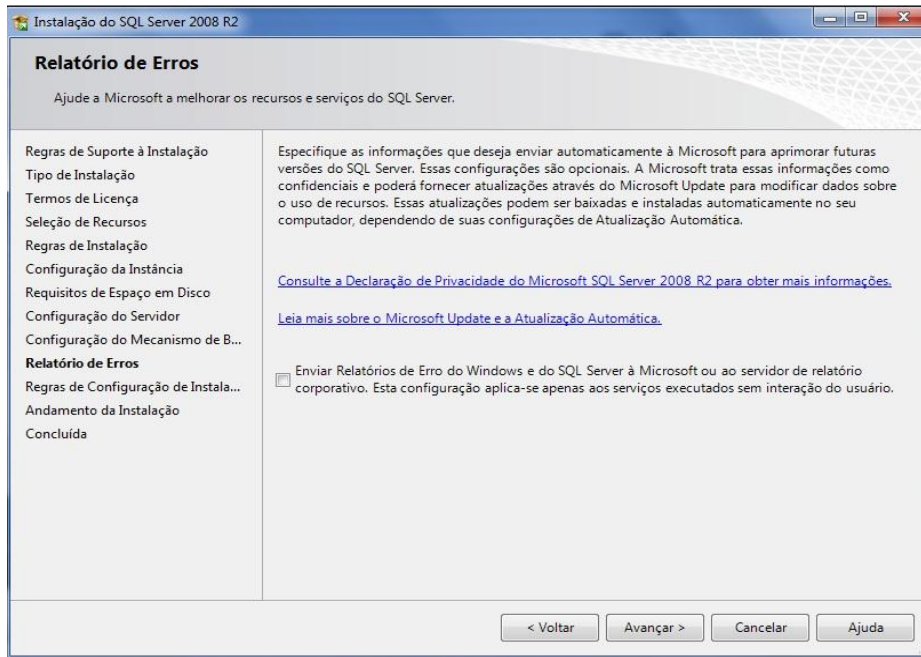 Instalação do SQL Server 2008 R2
Relatório de Erros
Ajude a Microsoft a melhorar os recursos e serviços do SQL Server.
Regras de Suporte à Instalação
Tipo de Instalação
Termos de Licença
Seleção de Recursos
Regras de Instalação
Configuração da Instância
Requisitos de Espaço em Disco
Configuração do Servidor
Configuração do Mecanismo de B...
Relatório de Erros
Regras de Configuração de Instala...
Andamento da Instalação
Concluída
Especifique as informações que deseja enviar automaticamente à Microsoft para aprimorar futuras
versões do SQL Server. Essas configurações são opcionais. A Microsoft trata essas informações como
confidenciais e poderá fornecer atualizações através do Microsoft Update para modificar dados sobre
o uso de recursos. Essas atualizações podem ser baixadas e instaladas automaticamente no seu
computador, dependendo de suas configurações de Atualização Automática.
Consulte a Declaração de Privacidade do Microsoft SQL Server 2008 R2 para obter mais informações.
Leia mais sobre o Microsoft Update e a Atualização Automática.
Enviar Relatórios de Erro do Windows e do SQL Server à Microsoft ou ao servidor de relatório
corporativo. Esta configuração aplica-se apenas aos serviços executados sem interação do usuário.
< Voltar
Avançar >
Cancelar
Ajuda